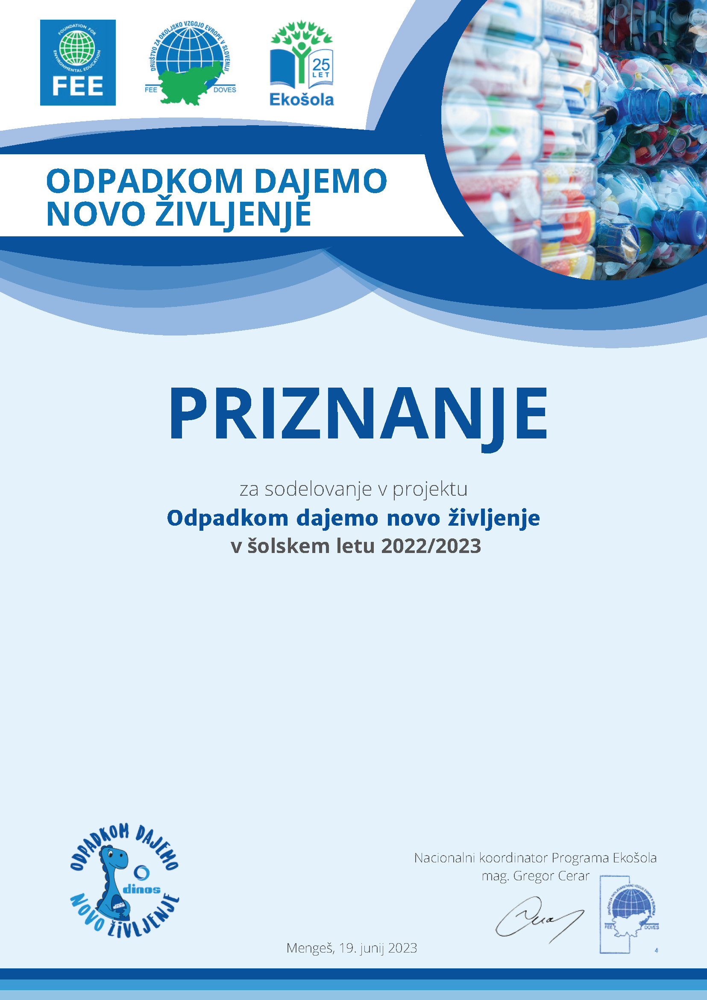 FOUNDATION FOR
ENVIRONMENTAL EDUCATION
FEE
DRUŠTVO ZA OKOLJSKO VZGOJO EVROPE V SLOVENIJI
FEE DOVES
25
LET
Ekošola
ODPADKOM DAJEMO
NOVO ŽIVLJENJE
PRIZNANJE
za sodelovanje v projektu
Odpadkom dajemo novo življenje
v šolskem letu 2022/2023
ODPADKOM DAJEMO
dinos
NOVO ŽIVLJENJE
Nacionalni koordinator Programa Ekošola
mag. Gregor Cerar
FEE DOVES
4
Mengeš, 19. junij 2023